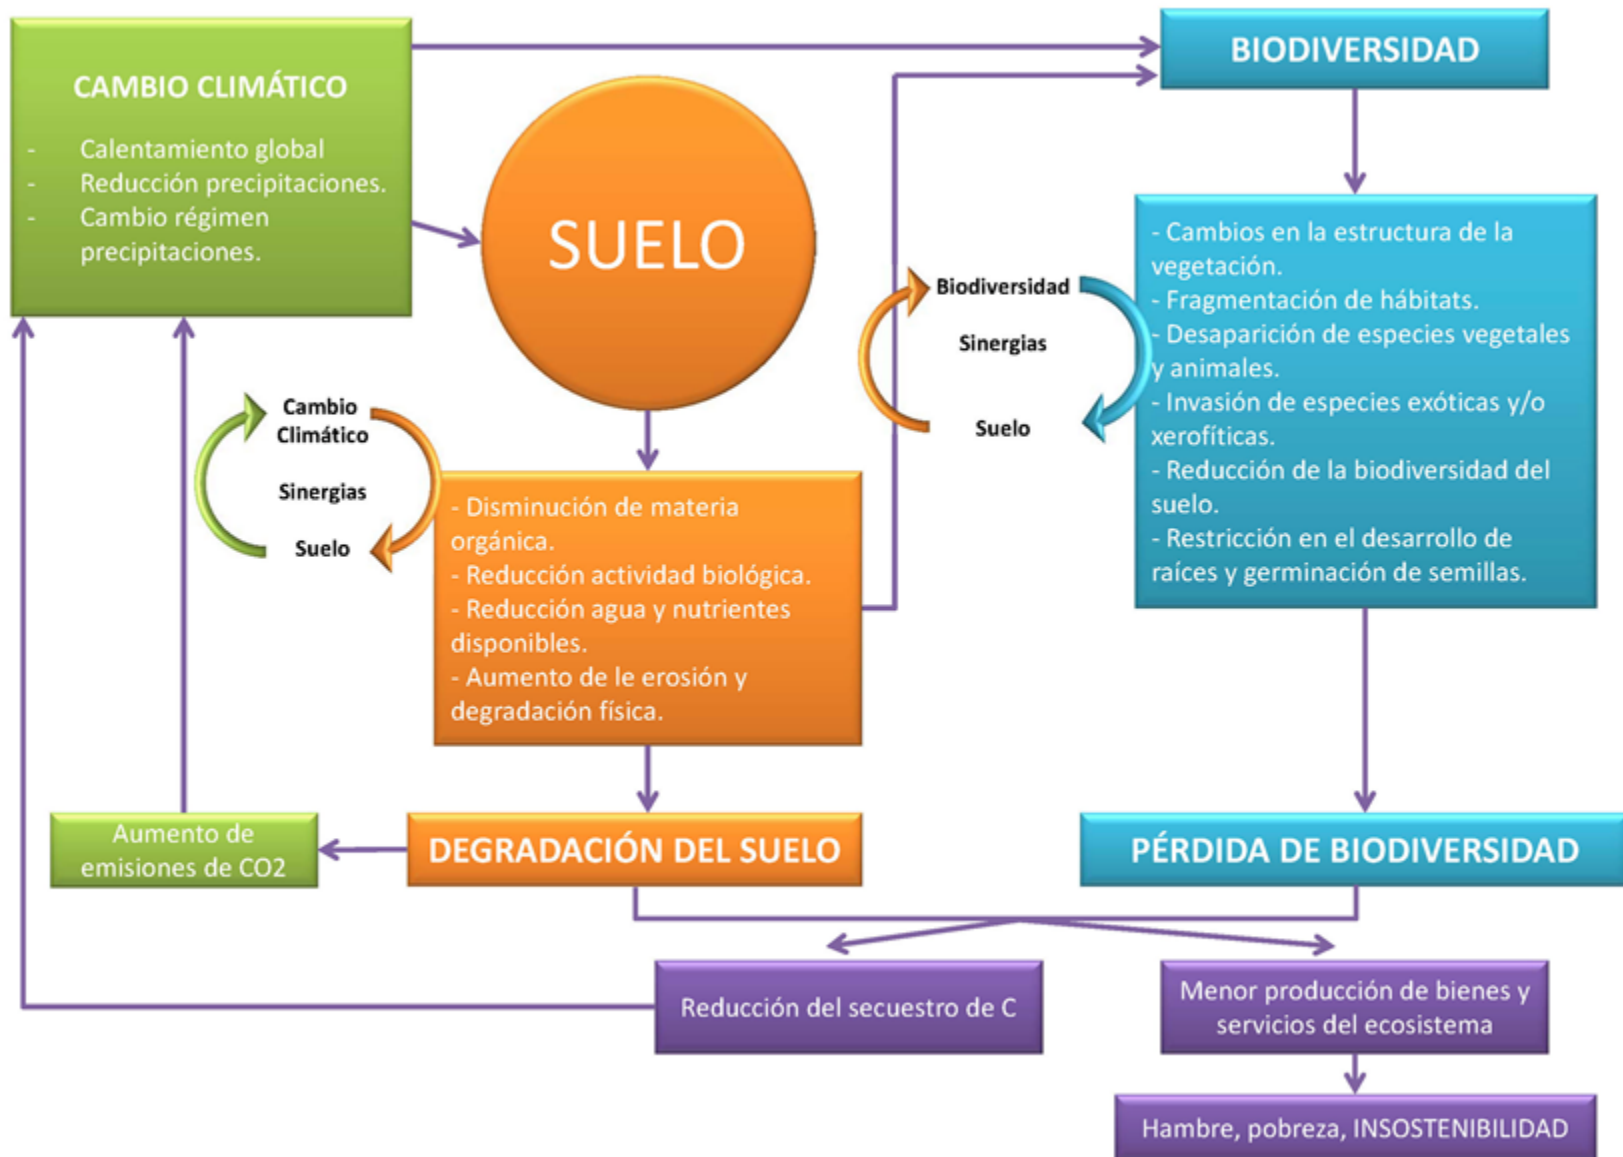 CAMBIO CLIMÁTICO
- Calentamiento global
- Reducción precipitaciones.
- Cambio régimen
precipitaciones.
SUELO
BIODIVERSIDAD
- Cambios en la estructura de la
vegetación.
- Fragmentación de hábitats.
- Desaparición de especies vegetales
y animales.
- Invasión de especies exóticas y/o
xerofíticas.
- Reducción de la biodiversidad del
suelo.
- Restricción en el desarrollo de
raíces y germinación de semillas.
Biodiversidad
Sinergias
Suelo
Cambio
Climático
Sinergias
Suelo
- Disminución de materia
orgánica.
- Reducción actividad biológica.
- Reducción agua y nutrientes
disponibles.
- Aumento de le erosión y
degradación física.
Aumento de
emisiones de CO2
DEGRADACIÓN DEL SUELO
PÉRDIDA DE BIODIVERSIDAD
Reducción del secuestro de C
Menor producción de bienes y
servicios del ecosistema
Hambre, pobreza, INSOSTENIBILIDAD